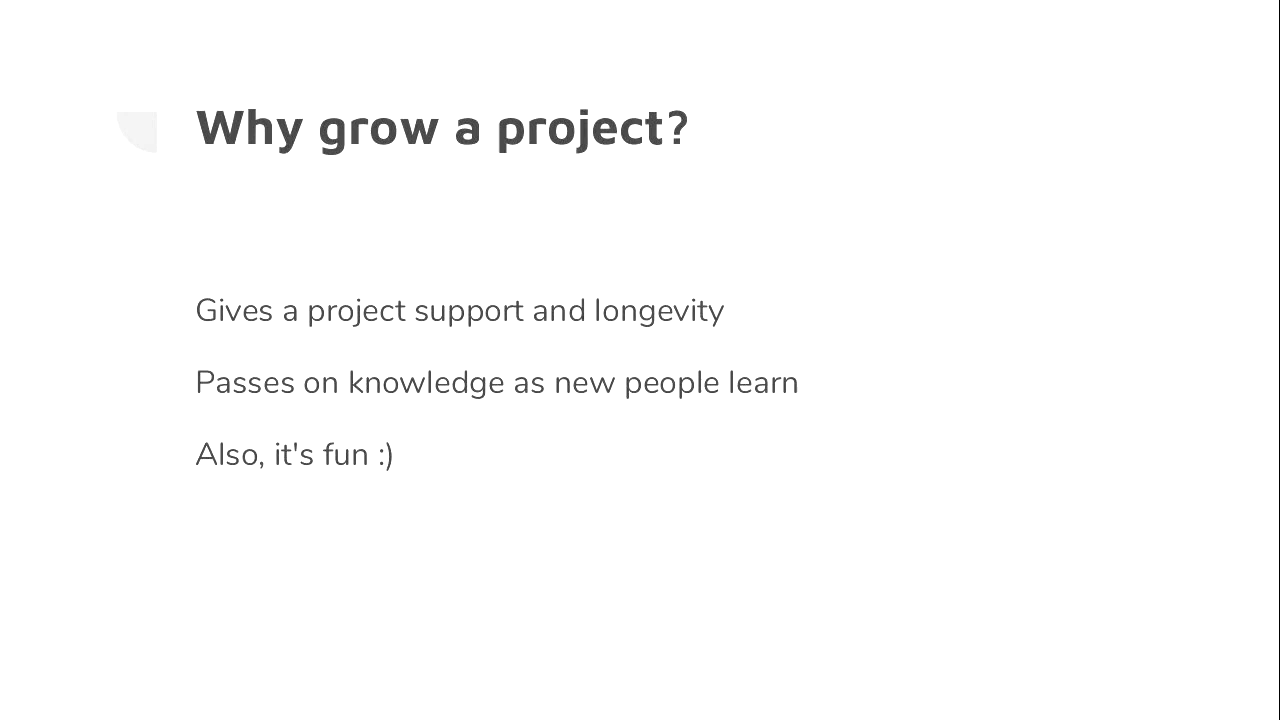 Why grow a project?
Gives a project support and longevity
Passes on knowledge as new people learn
Also, it's fun :)